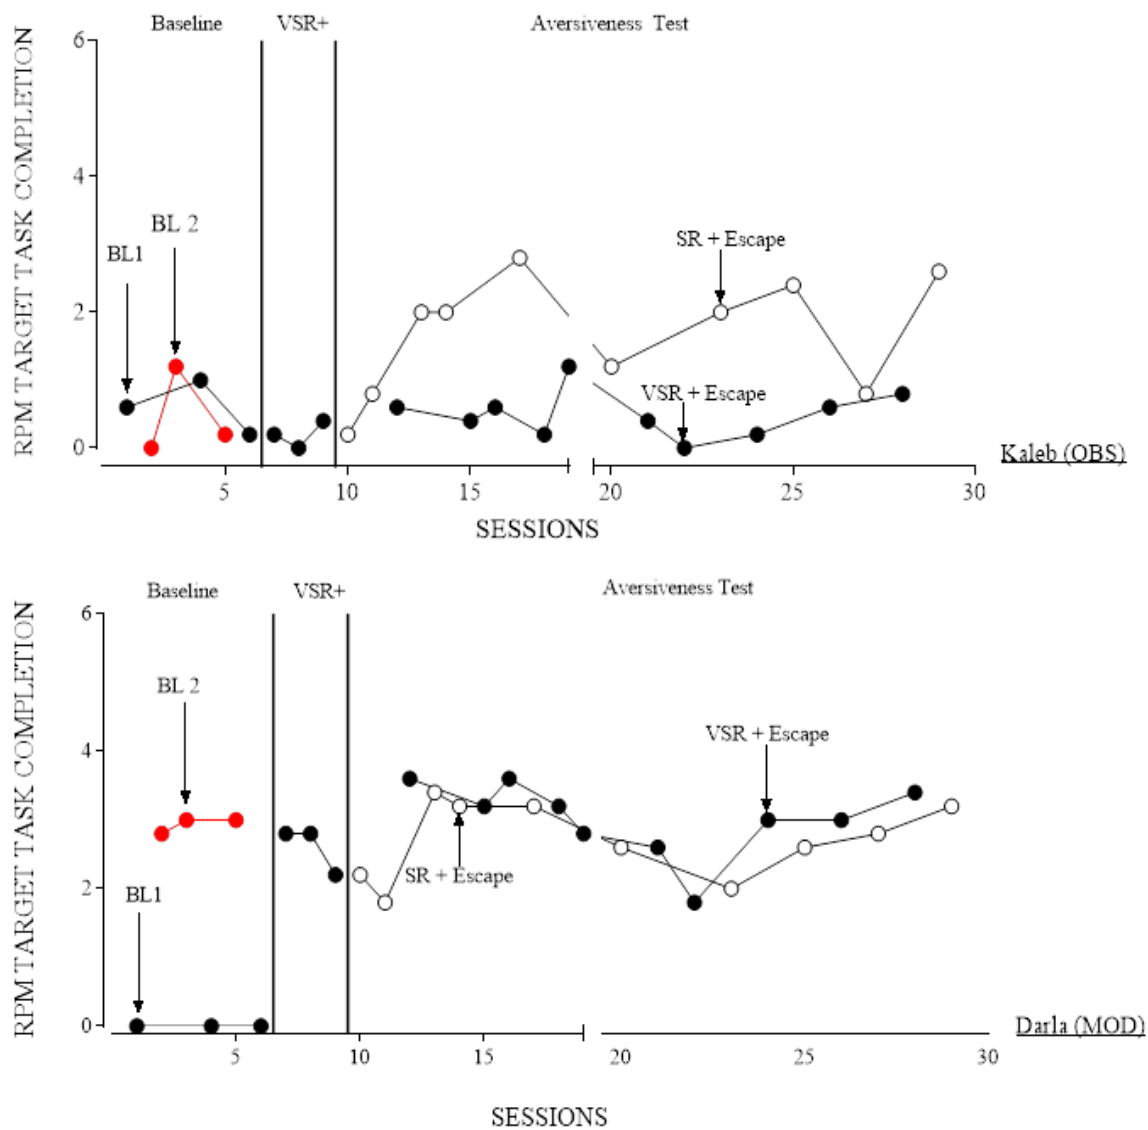 Baseline VSR+ Aversiveness Test
RPM TARGET TASK COMPLETION
6
4
BL 2
SR + Escape
BL1
2
VSR + Escape
0
Kaleb (OBS)
5 10 15 20 25 30
SESSIONS
Baseline VSR+ Aversiveness Test
RPM TARGET TASK COMPLETION
6
BL 2
4
VSR + Escape
SR + Escape
2
BL1
0
Darla (MOD)
5 10 15 20 25 30
SESSIONS